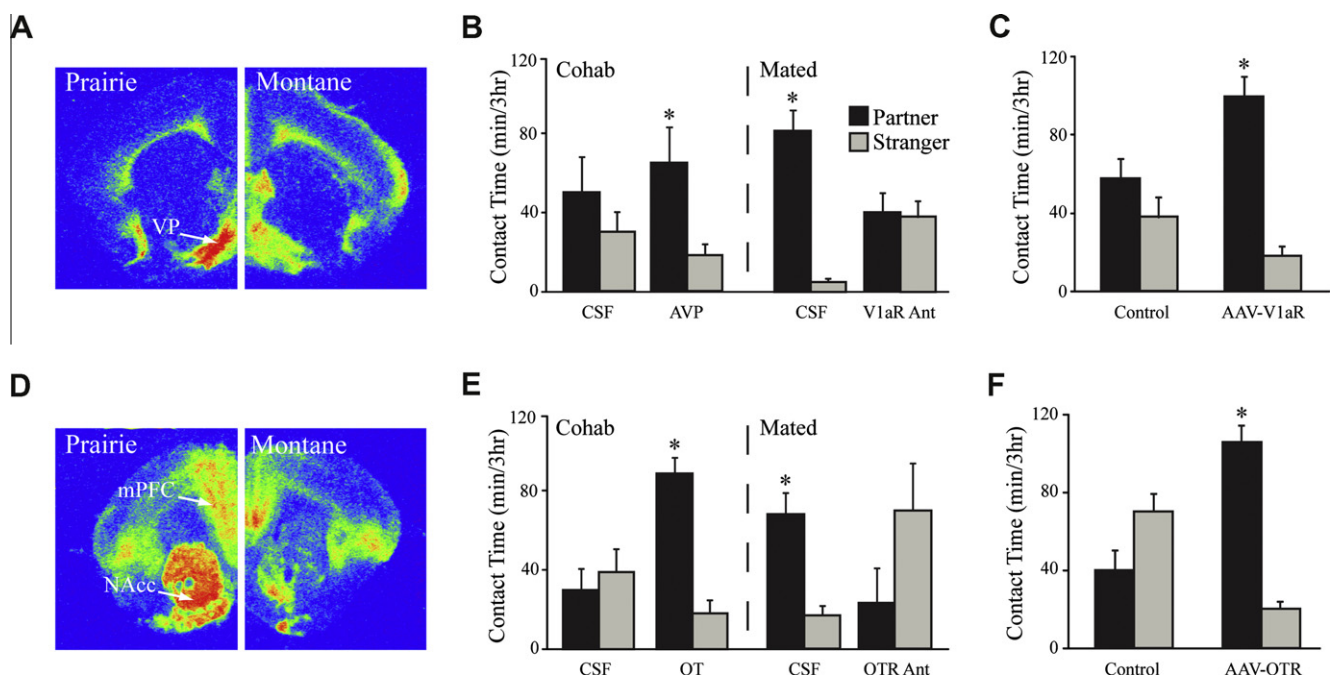 A
Prairie
Montane
VP
B
Contact Time (min/3hr)
120
80
40
0
Cohab
Mated
*
*
Partner
Stranger
CSF
AVP
CSF
V1aR Ant
C
Contact Time (min/3hr)
120
80
40
0
*
Control
AAV-V1aR
D
Prairie
Montane
mPFC
NAcc
E
Contact Time (min/3hr)
120
80
40
0
Cohab
Mated
*
*
CSF
OT
CSF
OTR Ant
F
Contact Time (min/3hr)
120
80
40
0
*
Control
AAV-OTR